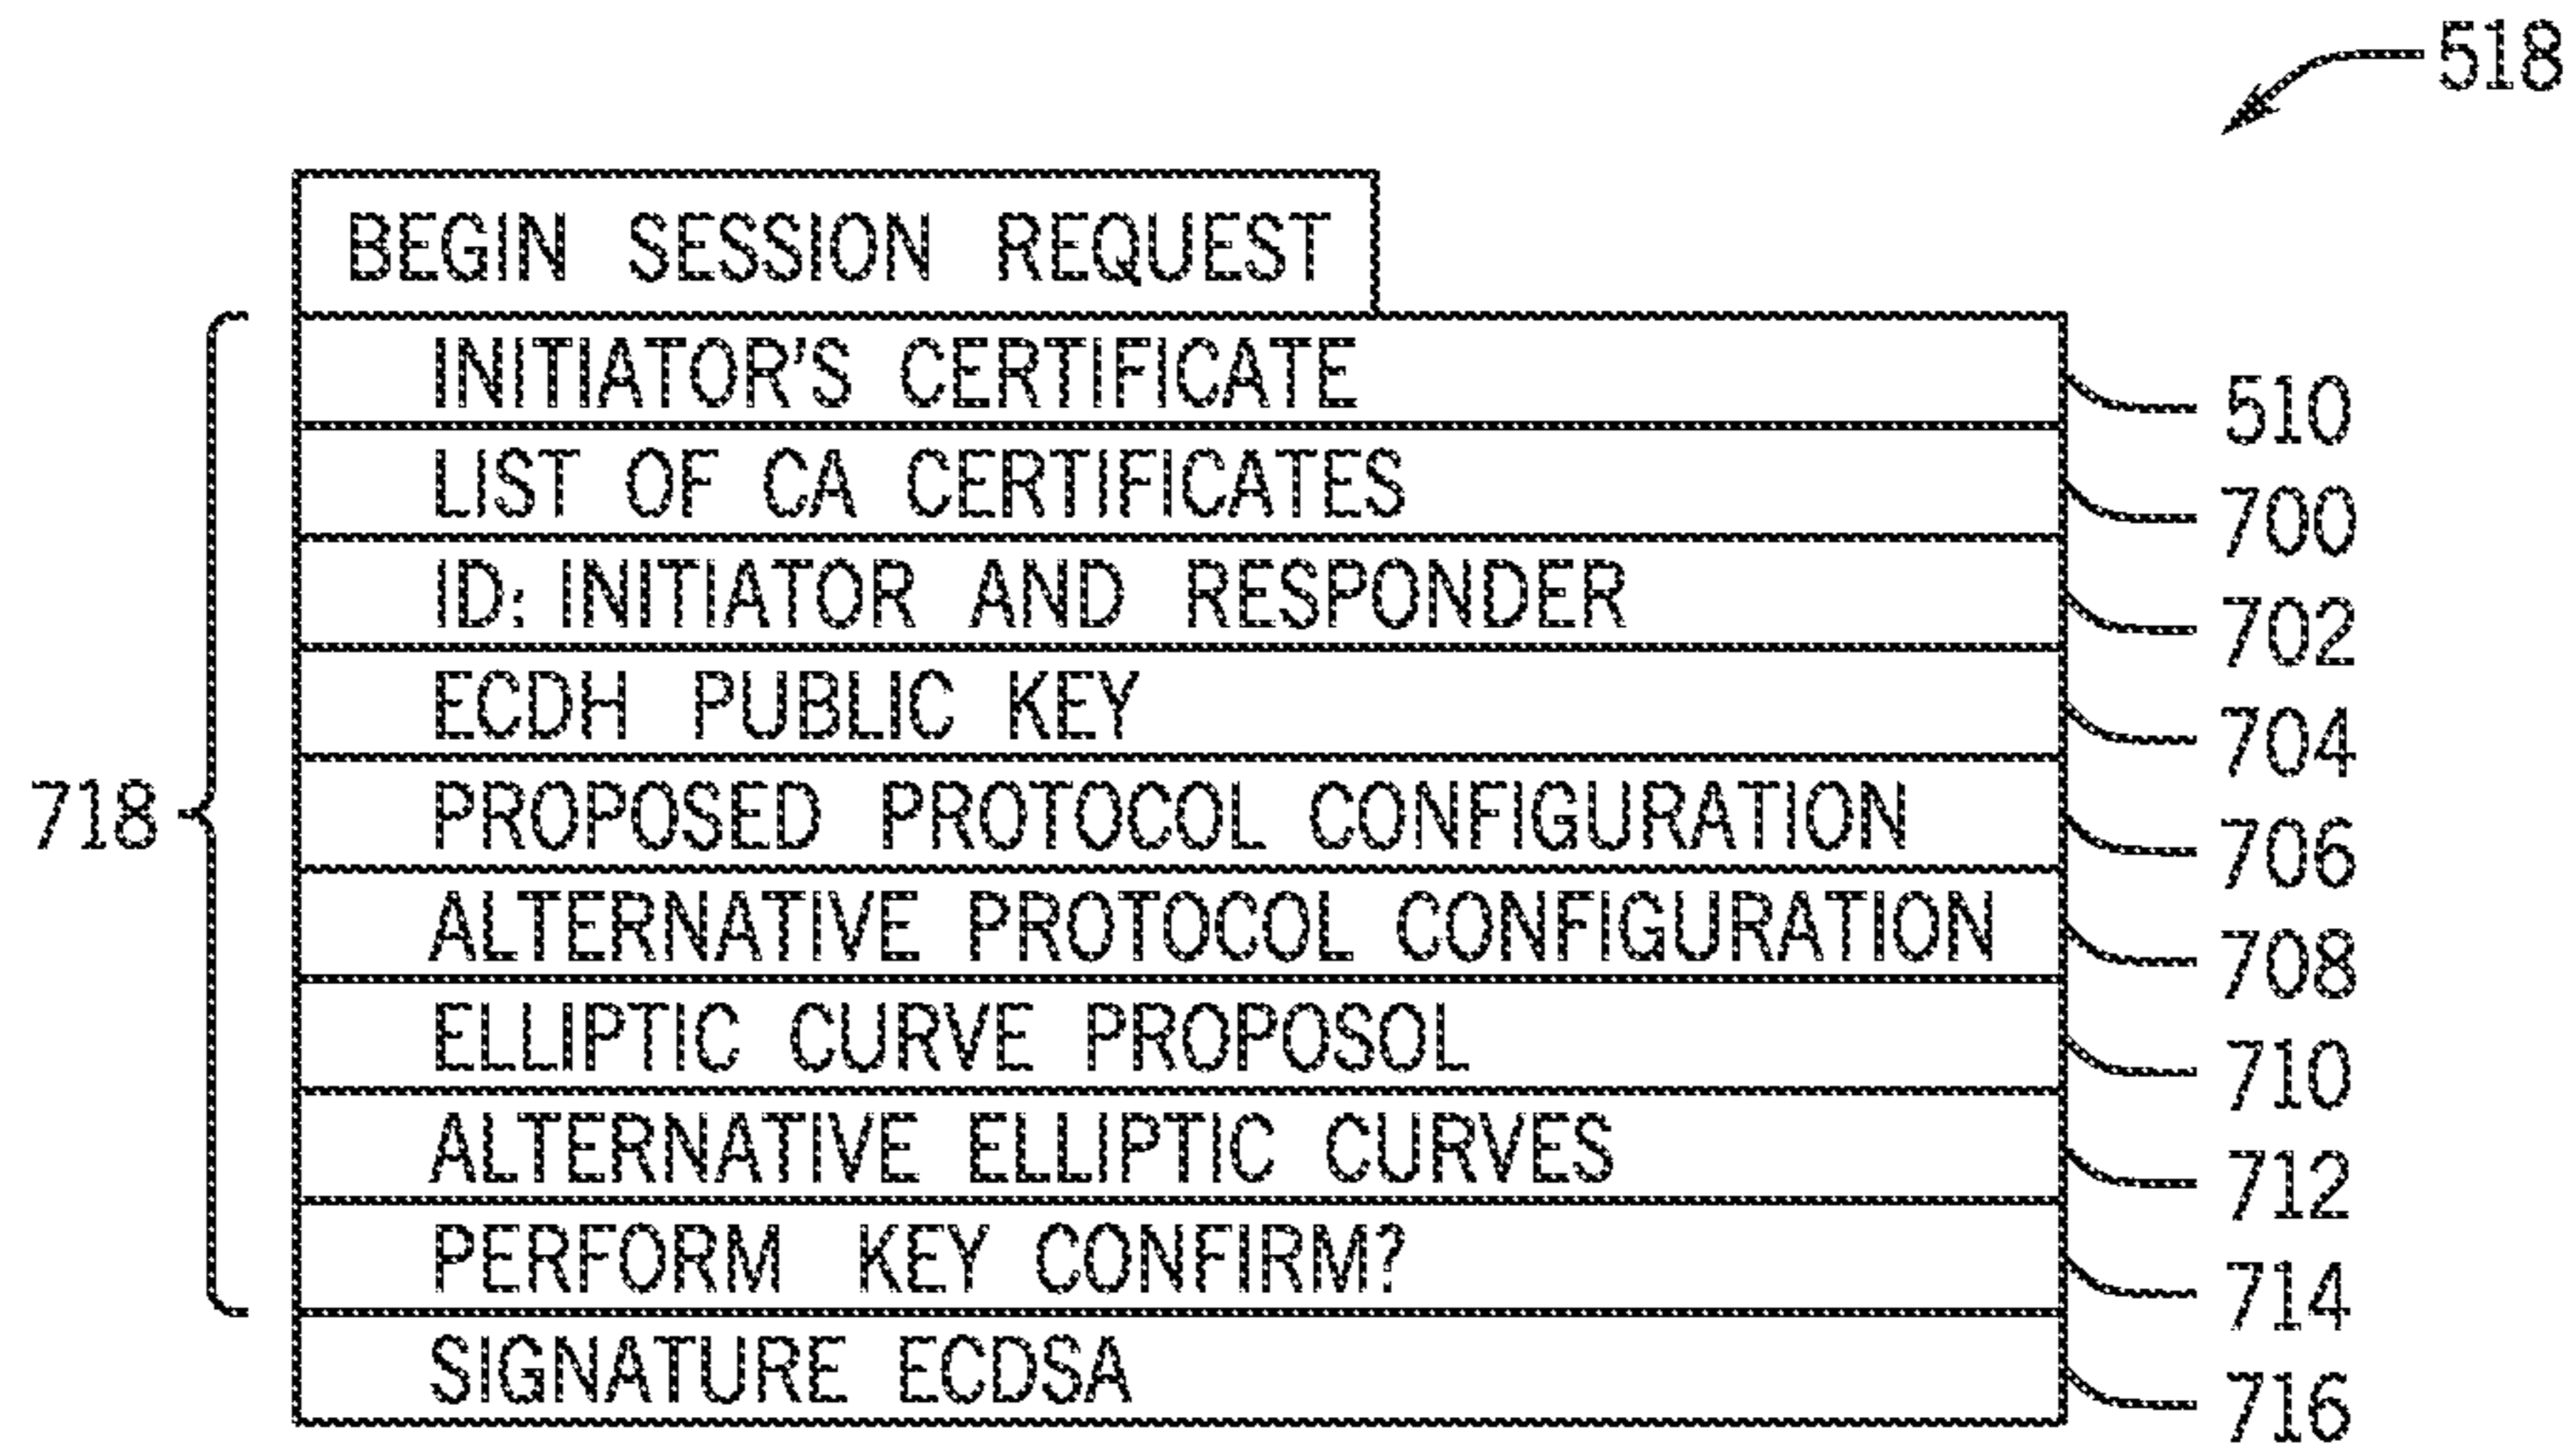 518
BEGIN SESSION REQUEST
INITIATOR'S CERTIFICATE 510
LIST OF CA CERTIFICATES 700
ID: INITIATOR AND RESPONDER 702
ECDH PUBLIC KEY 704
718 PROPOSED PROTOCOL CONFIGURATION 706
ALTERNATIVE PROTOCOL CONFIGURATION 708
ELLIPTIC CURVE PROPOSOL 710
ALTERNATIVE ELLIPTIC CURVES 712
PERFORM KEY CONFIRM? 714
SIGNATURE ECDSA 716